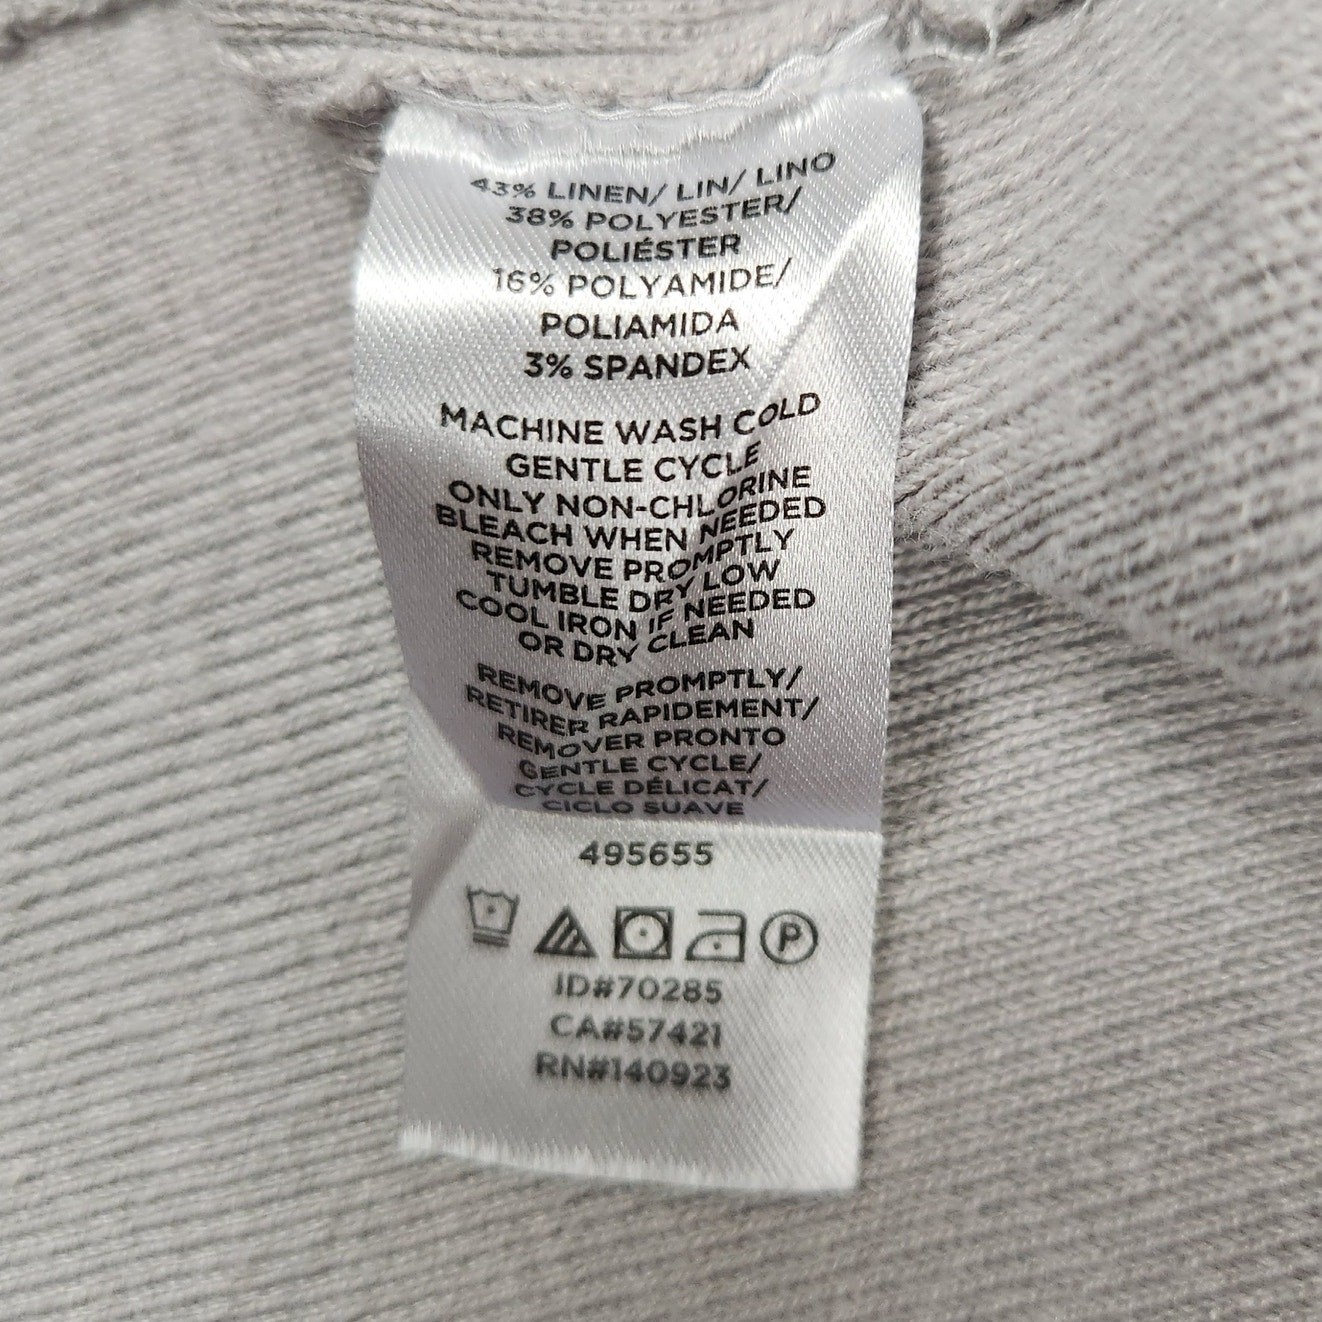 43% LINEN/ LIN/ LINO
38% POLYESTER/
POLIÉSTER
16% POLYAMIDE/
POLIAMIDA
3% SPANDEX
MACHINE WASH COLD
GENTLE CYCLE
ONLY NON-CHLORINE
BLEACH WHEN NEEDED
REMOVE PROMPTLY
TUMBLE DRY LOW
COOL IRON IF NEEDED
OR DRY CLEAN
REMOVE PROMPTLY/
RETIRER RAPIDEMENT/
REMOVER PRONTO
GENTLE CYCLE/
CYCLE DÉLICAT/
CICLO SUAVE
495655
P
ID#70285
CA#57421
RN#140923